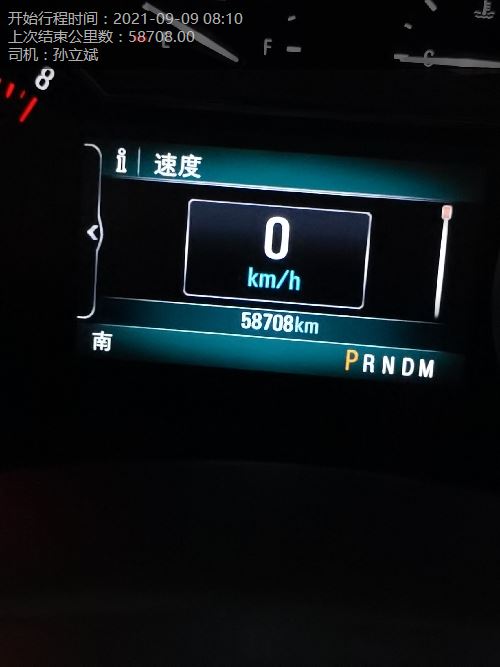 开始行程时间：2021-09-09 08:10
上次结束公里数：58708.00
司机：孙立斌
E
F
C
8
i 速度
0
km/h
58708km
南
PRNDM